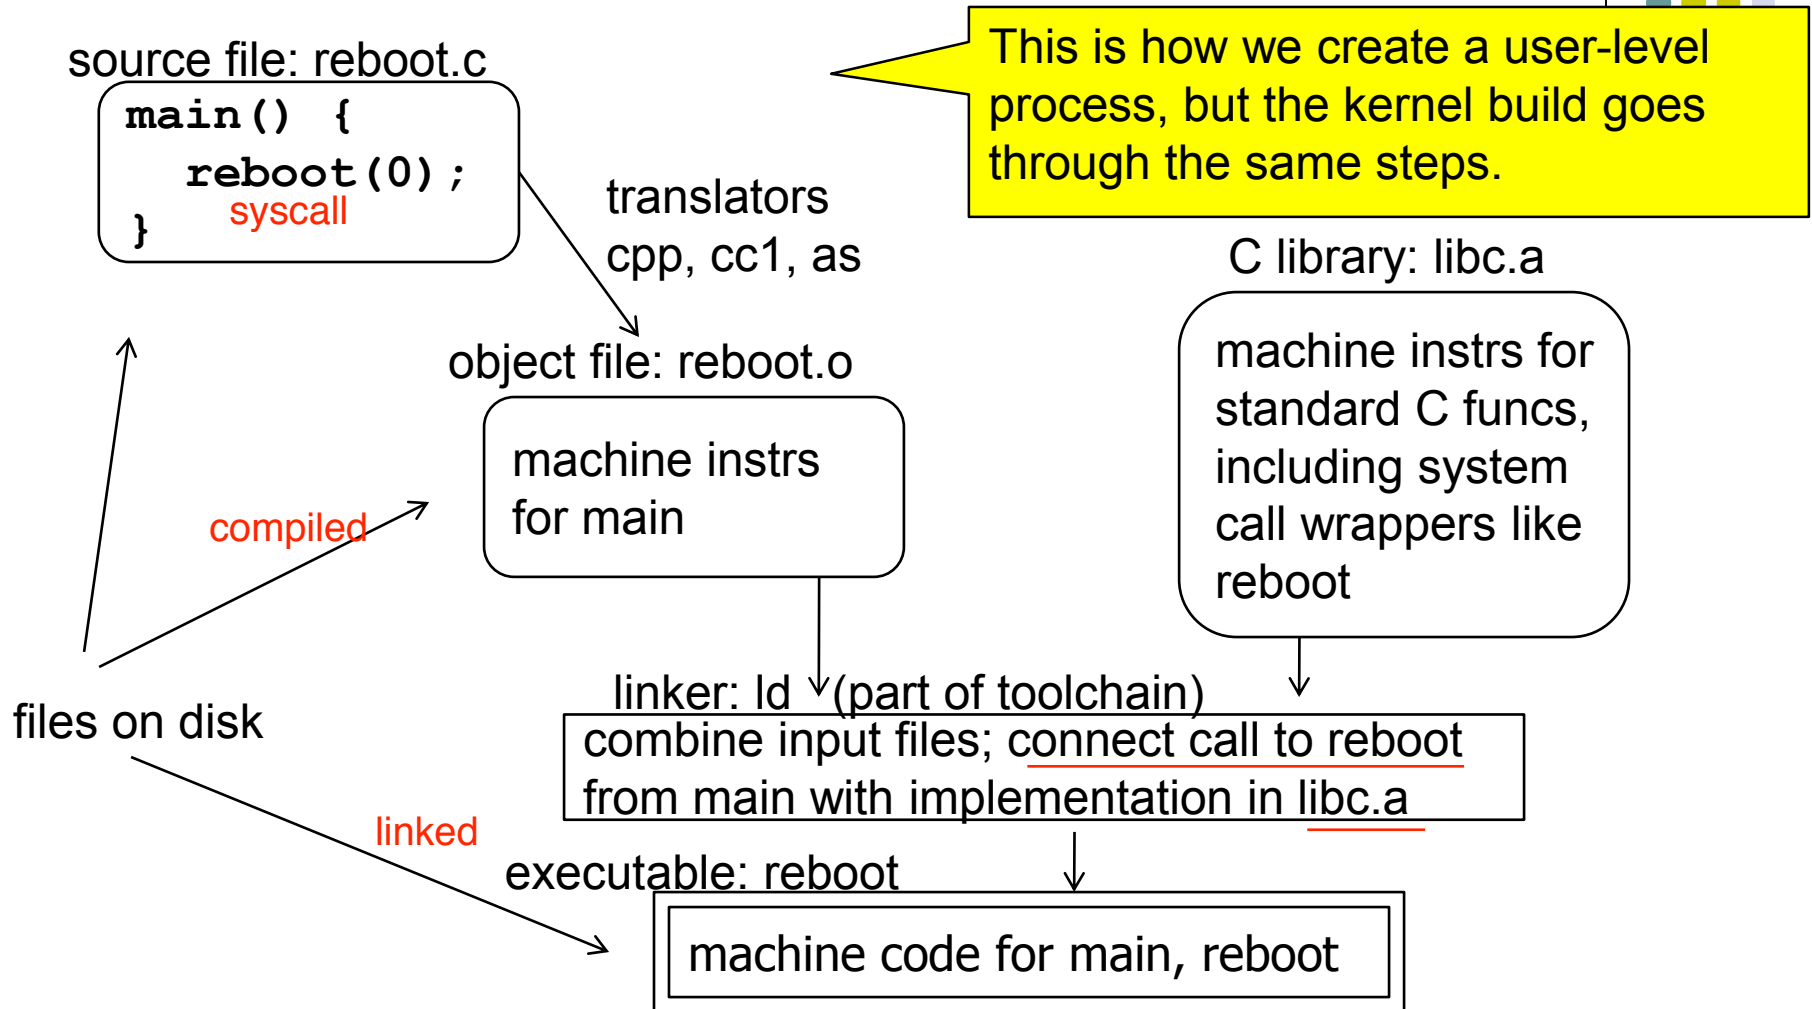 source file: reboot.c
main() {
reboot(0);
syscall
}
This is how we create a user-level
process, but the kernel build goes
through the same steps.
translators
cpp, cc1, as
C library: libc.a
machine instrs for
standard C funcs,
including system
call wrappers like
reboot
object file: reboot.o
machine instrs
for main
compiled
files on disk
linker: ld (part of toolchain)
combine input files; connect call to reboot
from main with implementation in libc.a
linked
executable: reboot
machine code for main, reboot